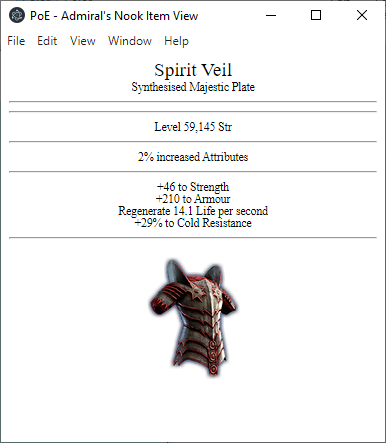 PoE - Admiral's Nook Item View
File Edit View Window Help
Spirit Veil
Synthesised Majestic Plate
Level 59,145 Str
2% increased Attributes
+46 to Strength
+210 to Armour
Regenerate 14.1 Life per second
+29% to Cold Resistance